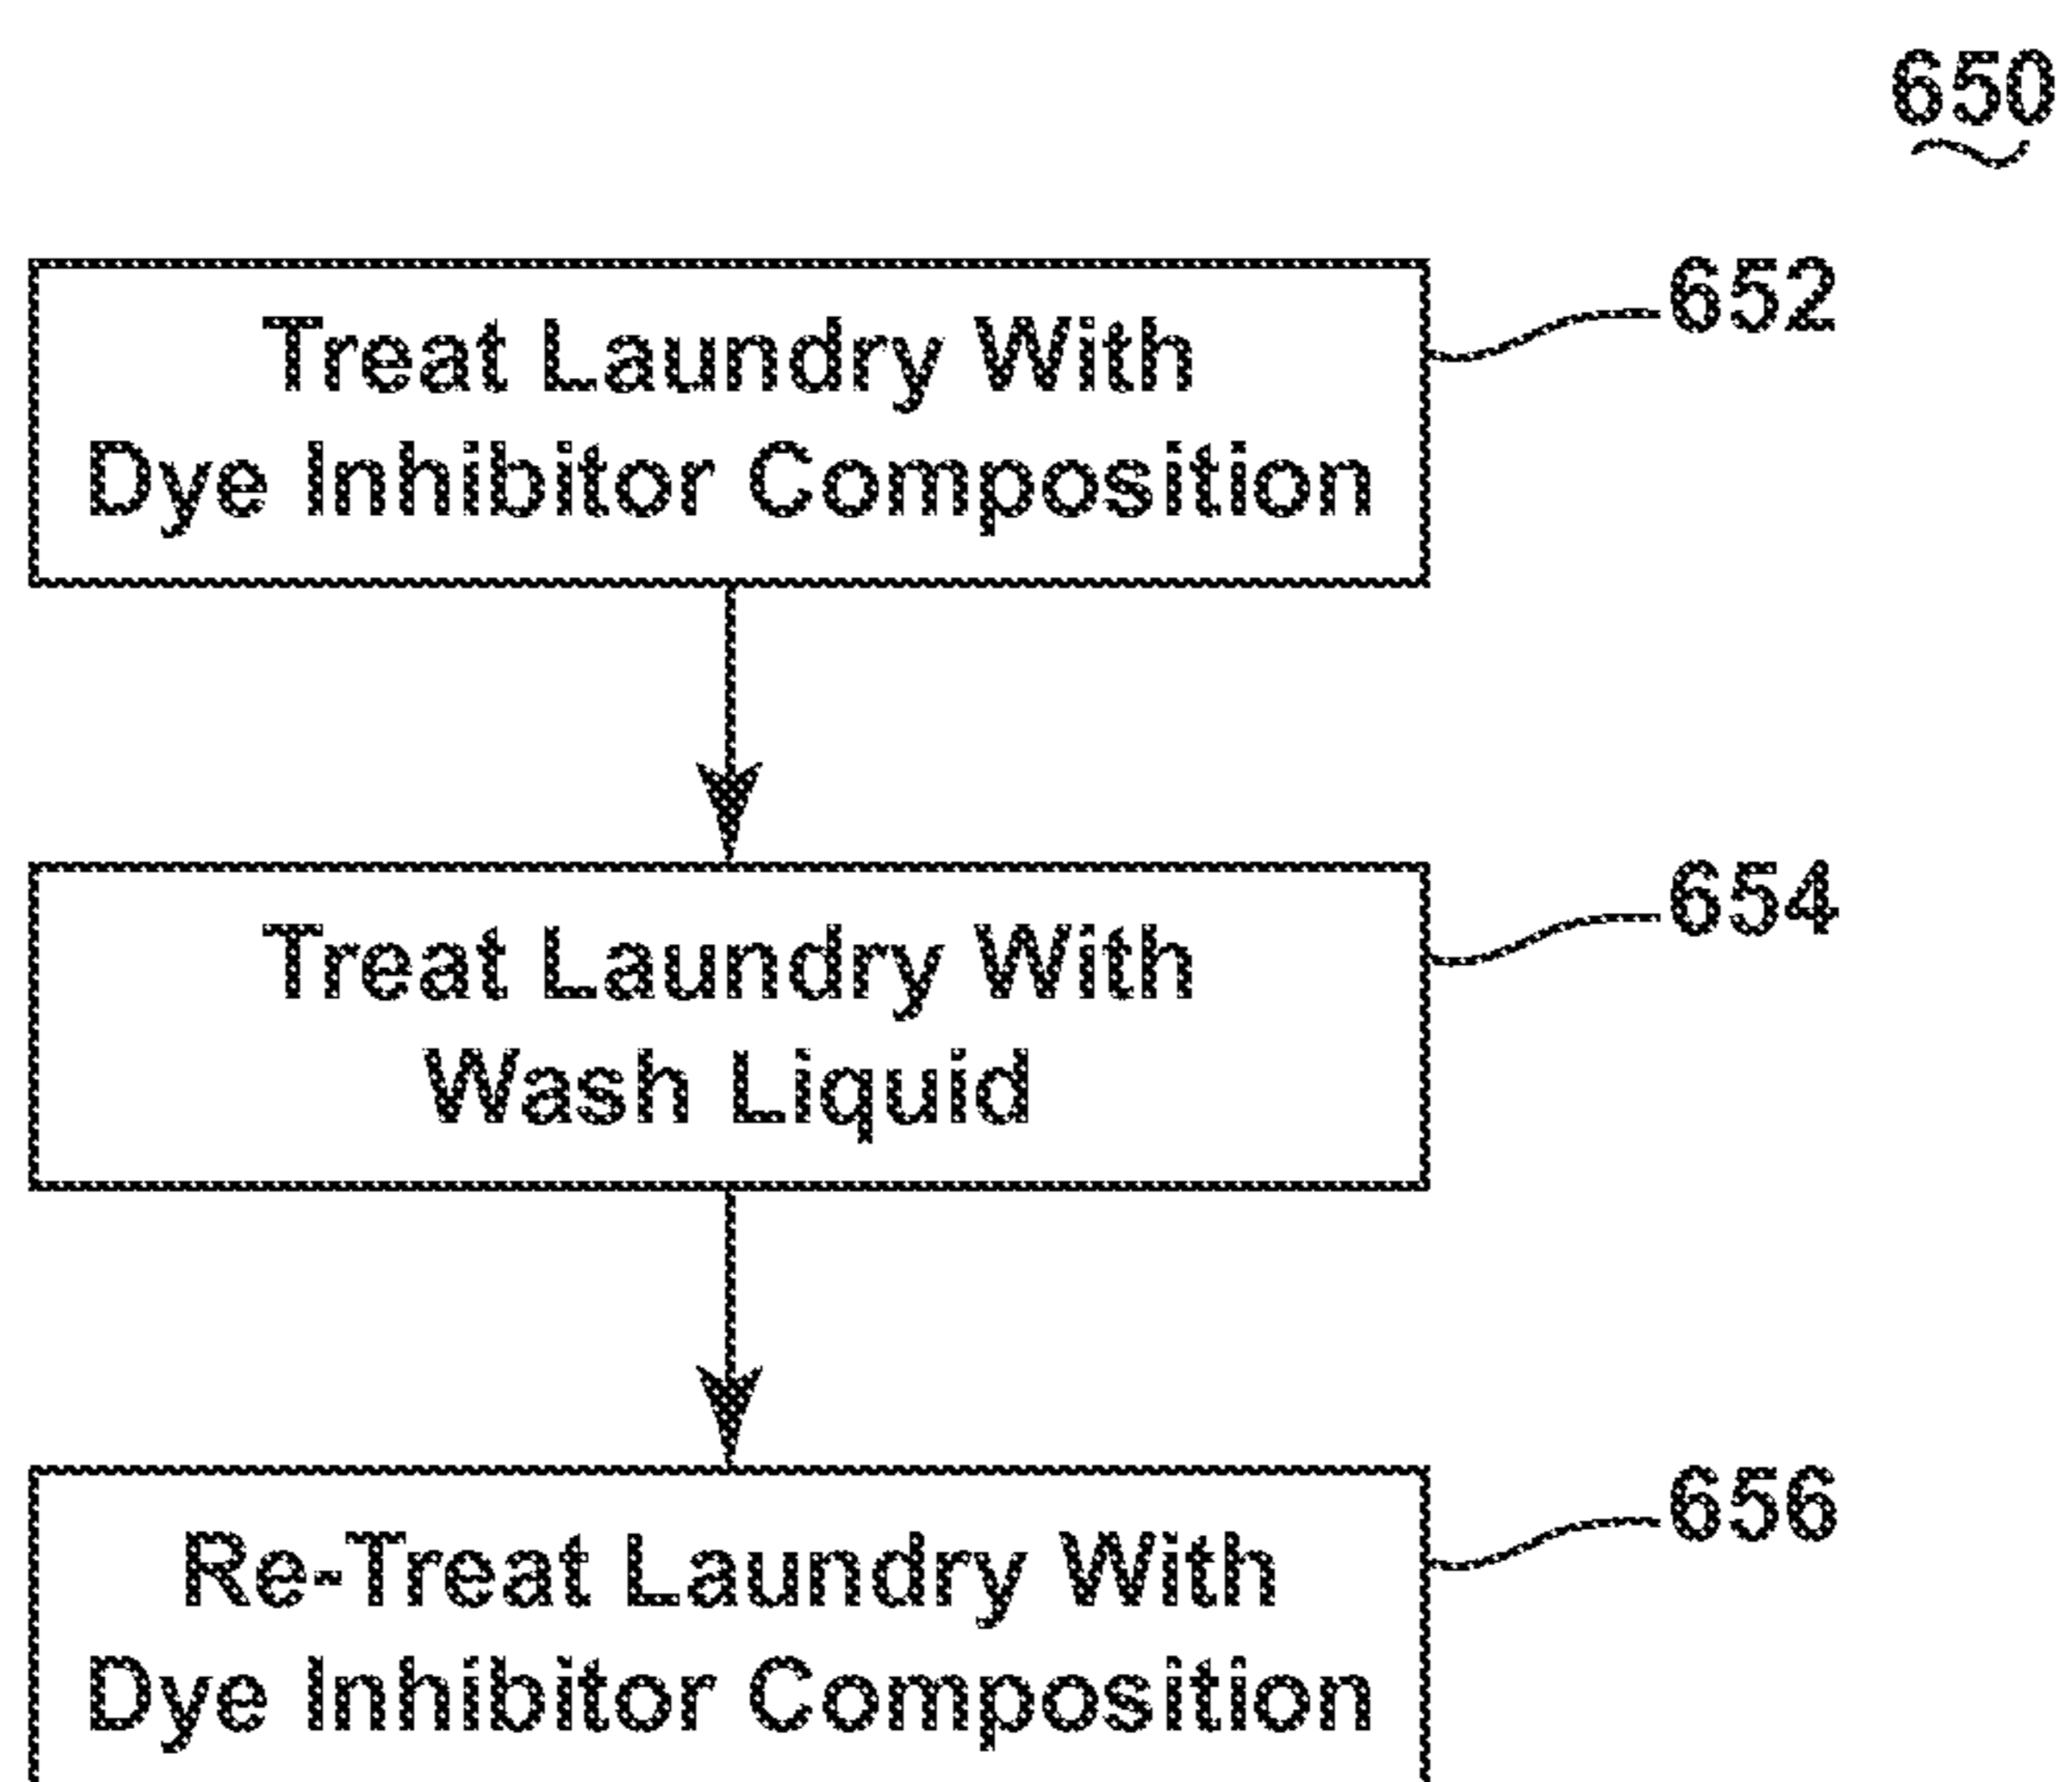 650
Treat Laundry With
Dye Inhibitor Composition
652
Treat Laundry With
Wash Liquid
654
Re-Treat Laundry With
Dye Inhibitor Composition
656